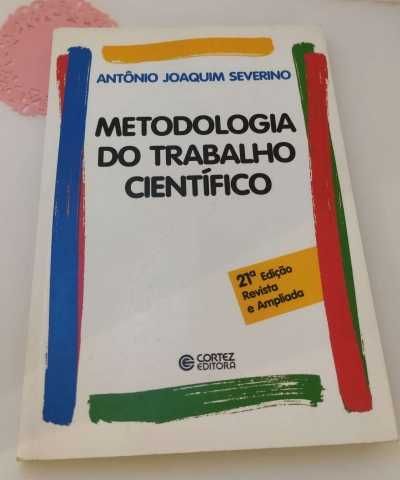 ANTÔNIO JOAQUIM SEVERINO
METODOLOGIA
DO TRABALHO
CIENTÍFICO
21ª Edição
Revista
e Ampliada
CORTEZ
EDITORA